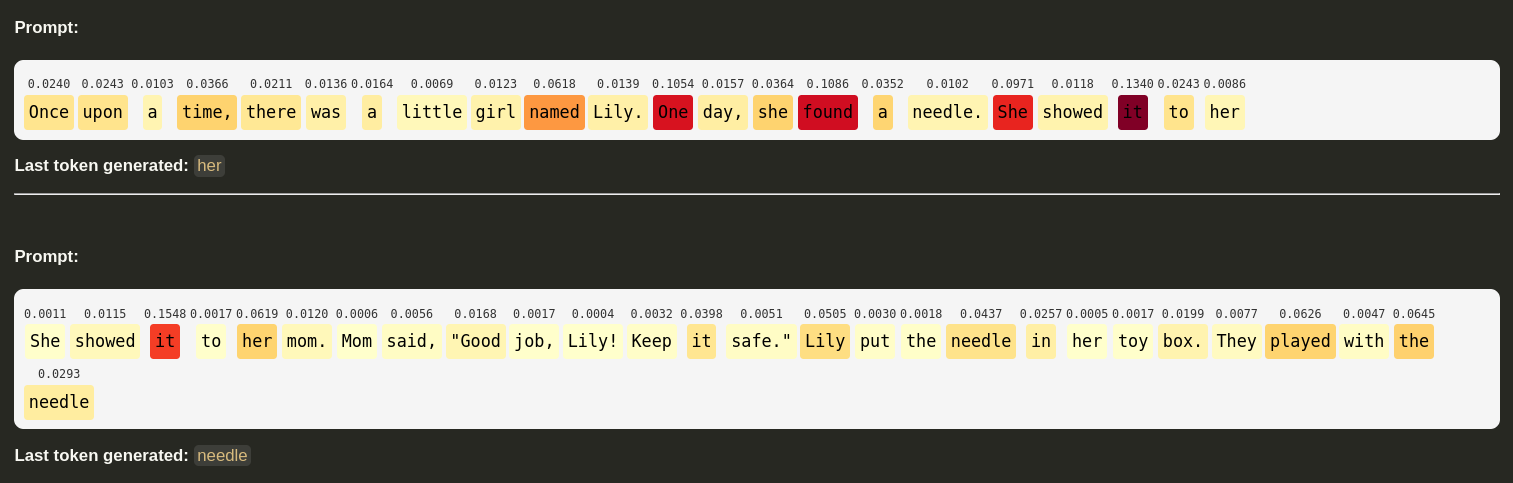 Prompt:
0.0240 0.0243 0.0103 0.0366 0.0211 0.0136 0.0164 0.0069 0.0123 0.0618 0.0139 0.1054 0.0157 0.0364 0.1086 0.0352 0.0102 0.0971 0.0118 0.1340 0.0243 0.0086
Once upon a time, there was a little girl named Lily. One day, she found a needle. She showed it to her
Last token generated: her
Prompt:
0.0011 0.0115 0.1548 0.0017 0.0619 0.0120 0.0006 0.0056 0.0168 0.0017 0.0004 0.0032 0.0398 0.0051 0.0505 0.0030 0.0018 0.0437 0.0257 0.0005 0.0017 0.0199 0.0077 0.0626 0.0047 0.0645
She showed it to her mom. Mom said, "Good job, Lily! Keep it safe." Lily put the needle in her toy box. They played with the
0.0293
needle
Last token generated: needle